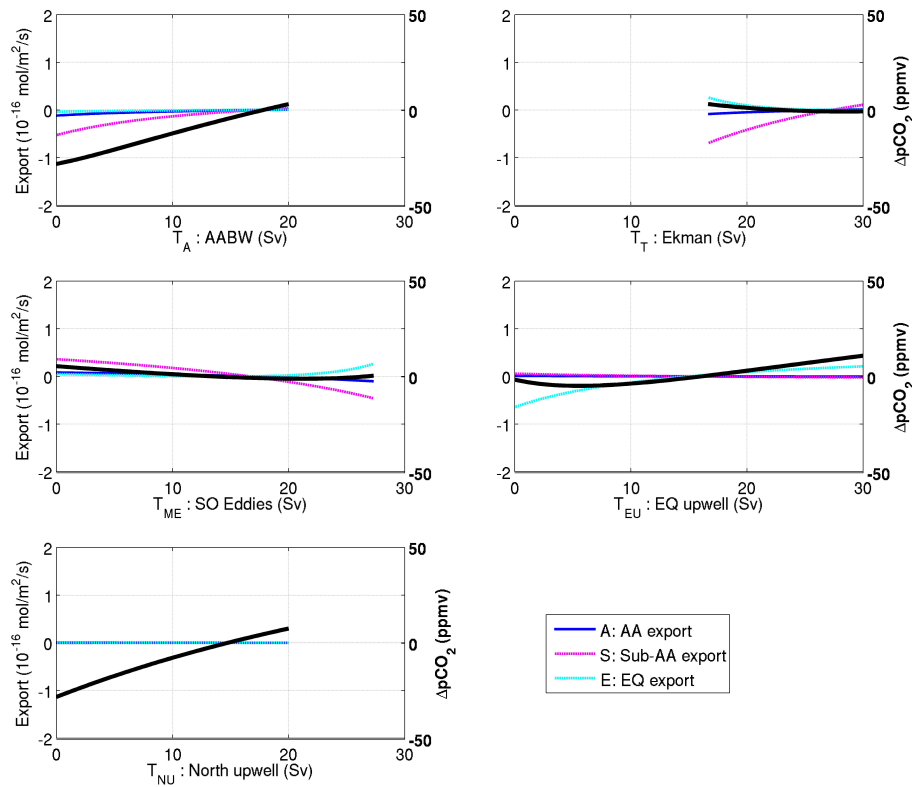 2
1
0
-1
-2
Export (10^-16 mol/m^2/s)
50
0
-50
0 10 20 30
T_A : AABW (Sv)
2
1
0
-1
-2
50
0
-50
ΔpCO_2 (ppmv)
0 10 20 30
T_T : Ekman (Sv)
2
1
0
-1
-2
Export (10^-16 mol/m^2/s)
50
0
-50
0 10 20 30
T_ME : SO Eddies (Sv)
2
1
0
-1
-2
50
0
-50
ΔpCO_2 (ppmv)
0 10 20 30
T_EU : EQ upwell (Sv)
2
1
0
-1
-2
Export (10^-16 mol/m^2/s)
50
0
-50
ΔpCO_2 (ppmv)
0 10 20 30
T_NU : North upwell (Sv)
A: AA export
S: Sub-AA export
E: EQ export